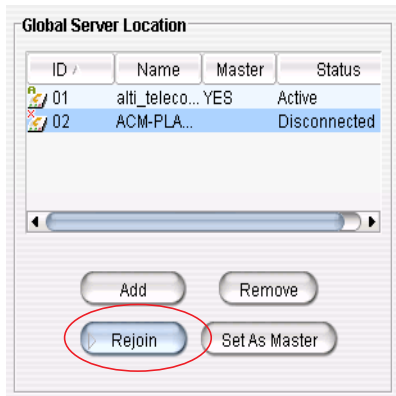 Global Server Location
ID Name Master Status
01 alti_teleco... YES Active
02 ACM-PLA... Disconnected
Add Remove
Rejoin Set As Master